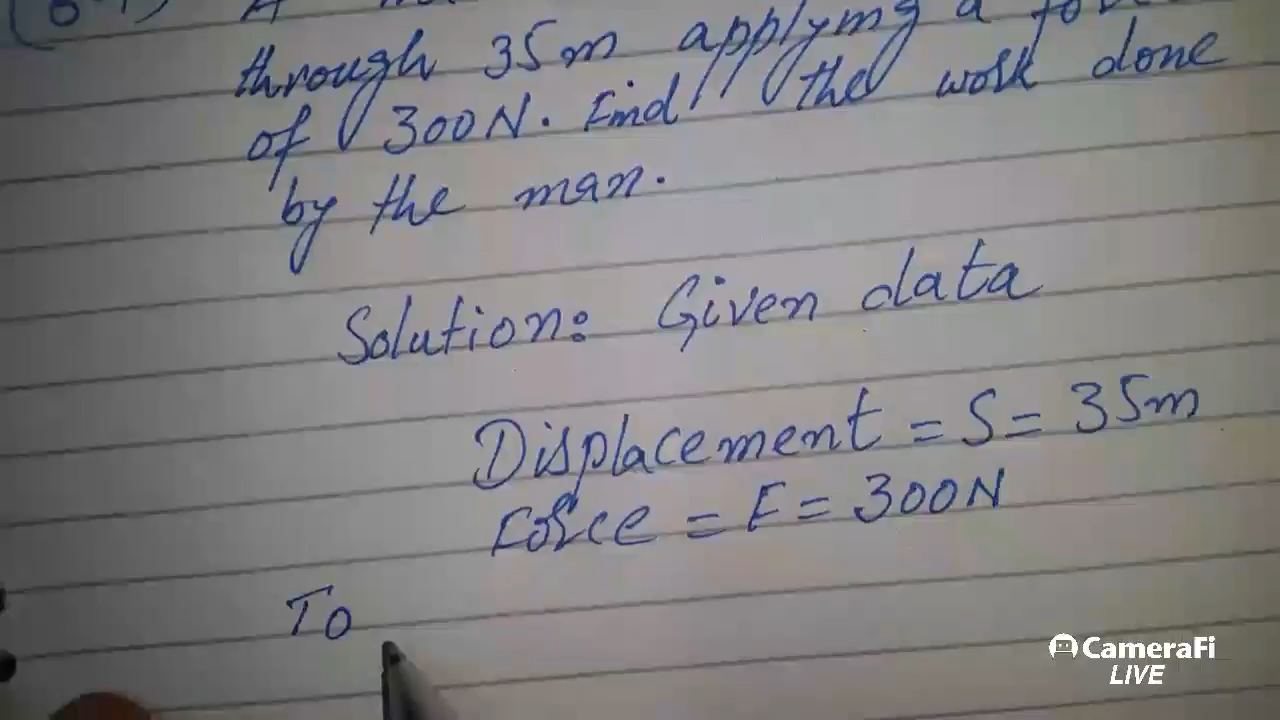 through 35m applying a
of 300N. Find the work done
by the man.
Solution: Given data
Displacement = S = 35m
Force = F = 300N
To
CameraFi
LIVE